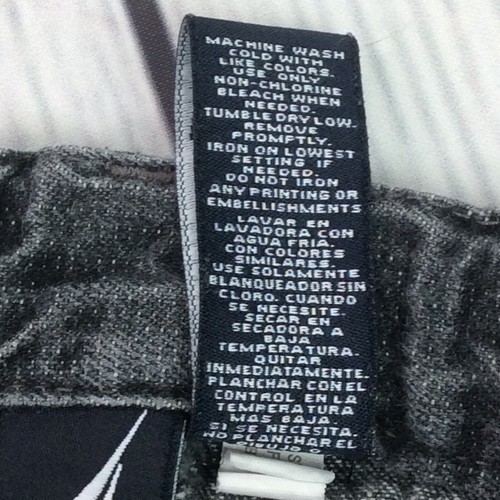 MACHINE WASH
COLD WITH
LIKE COLORS.
USE ONLY
NON-CHLORINE
BLEACH WHEN
NEEDED.
TUMBLE DRY LOW.
REMOVE
PROMPTLY.
IRON ON LOWEST
SETTING IF
NEEDED.
DO NOT IRON
ANY PRINTING OR
EMBELLISHMENTS
LAVAR EN
LAVADORA CON
AGUA FRIA.
CON COLORES
SIMILARES.
USE SOLAMENTE
BLANQUEADOR SIN
CLORO. CUANDO
SE NECESITE.
SECAR EN
SECADORA A
BAJA
TEMPERATURA.
QUITAR
INMEDIATAMENTE.
PLANCHAR CON EL
CONTROL EN LA
TEMPERATURA
MAS BAJA.
SI SE NECESITE.
NO PLANCHAR EL
DIBUJO O